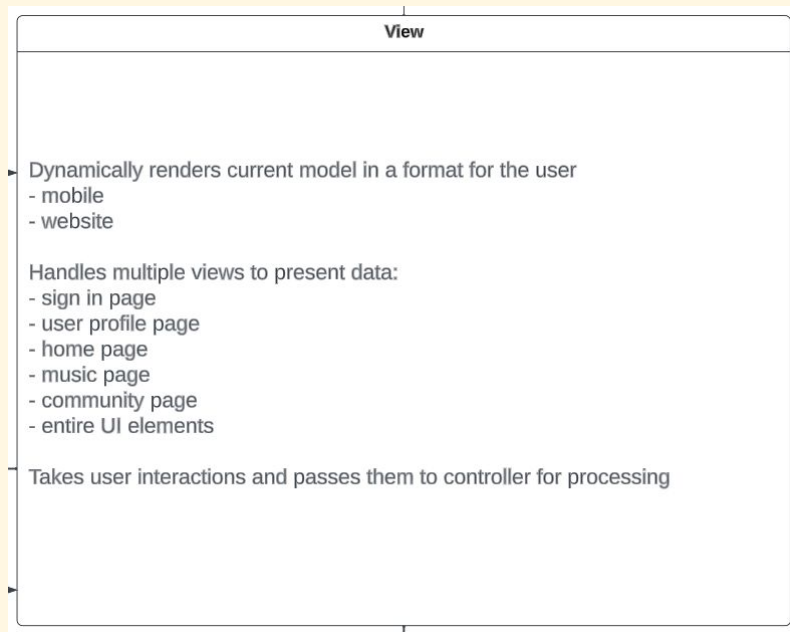 View
Dynamically renders current model in a format for the user
- mobile
- website
Handles multiple views to present data:
- sign in page
- user profile page
- home page
- music page
- community page
- entire UI elements
Takes user interactions and passes them to controller for processing